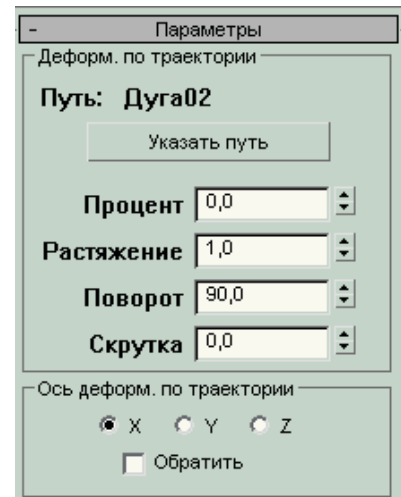 - Параметры
Деформ. по траектории
Путь: Дуга02
Указать путь
Процент 0,0
Растяжение 1,0
Поворот 90,0
Скрутка 0,0
Ось деформ. по траектории
X Y Z
Обратить